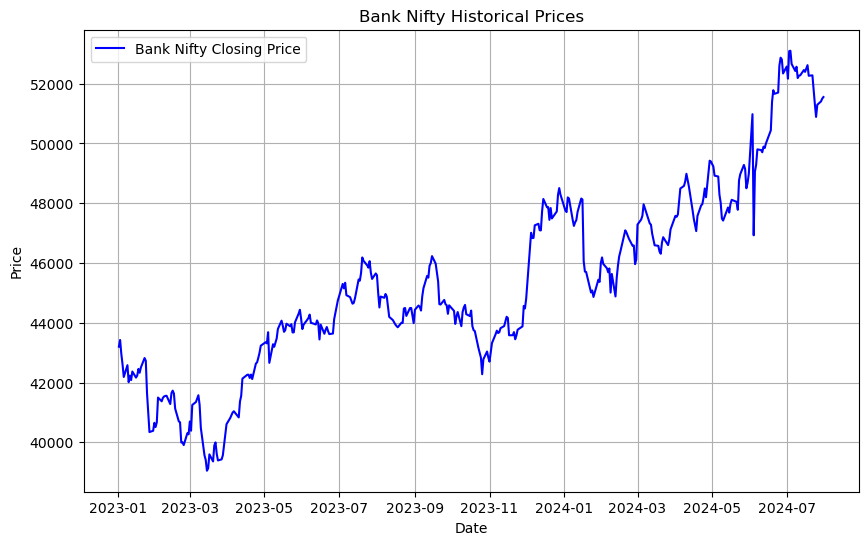 Bank Nifty Historical Prices
Bank Nifty Closing Price
Price
52000
50000
48000
46000
44000
42000
40000
2023-01 2023-03 2023-05 2023-07 2023-09 2023-11 2024-01 2024-03 2024-05 2024-07
Date